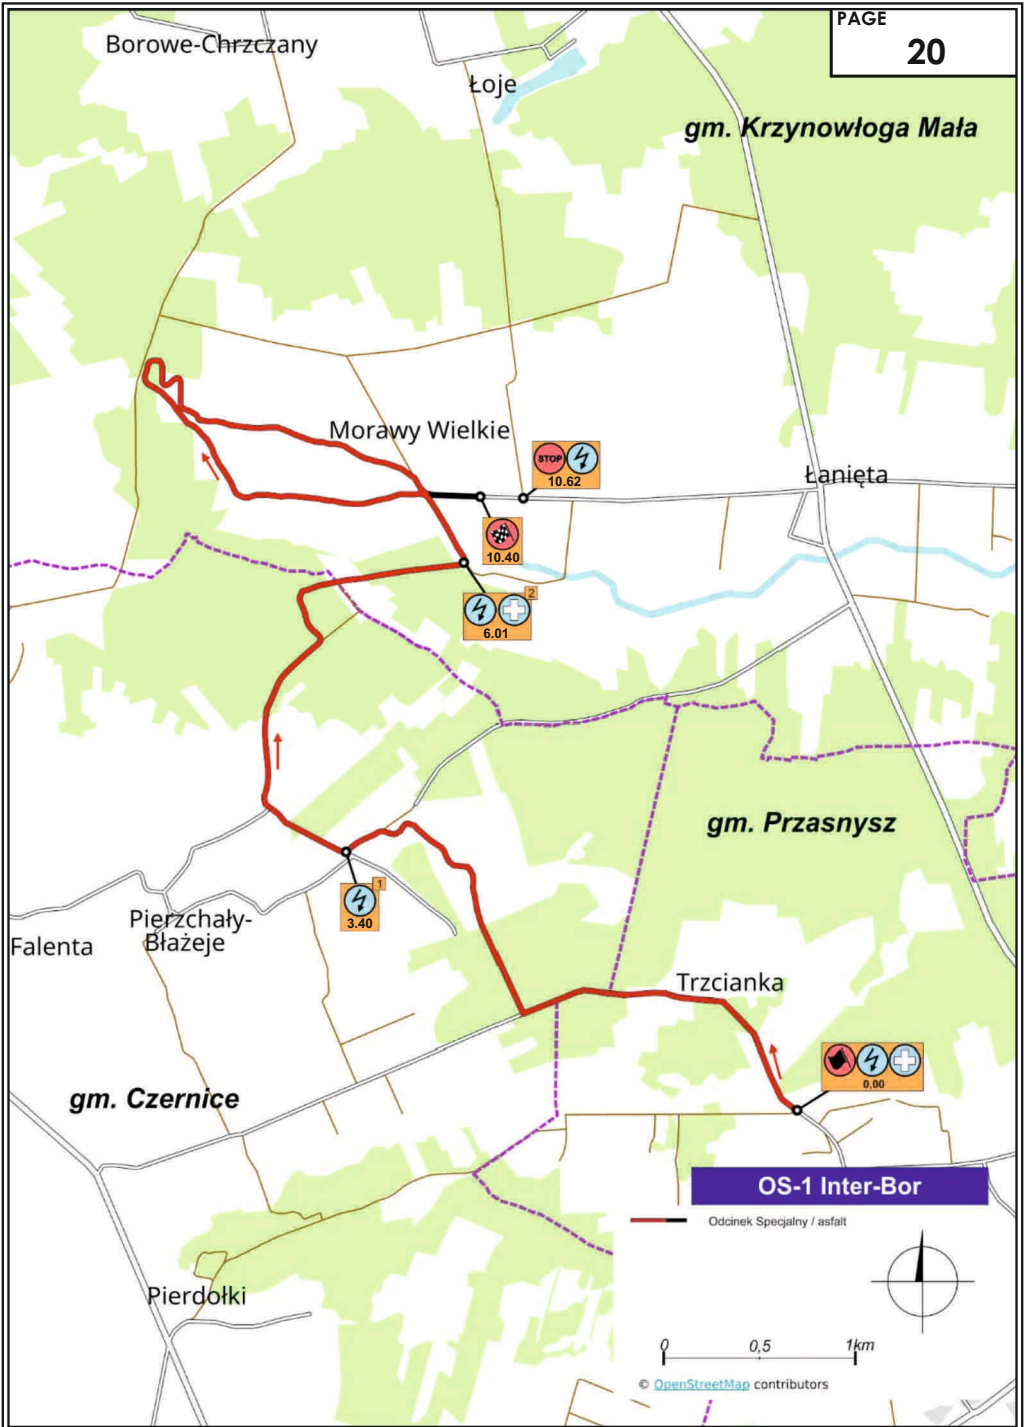 PAGE
20
Borowe-Chrzczany
Łoje
gm. Krzynowłoga Mała
Morawy Wielkie
STOP
10.62
Łanięta
10.40
2
6.01
gm. Przasnysz
1
3.40
Pierzchały-
Błażeje
Falenta
Trzcianka
0,00
gm. Czernice
OS-1 Inter-Bor
Odcinek Specjalny / asfalt
Pierdołki
0 0,5 1km
© OpenStreetMap contributors